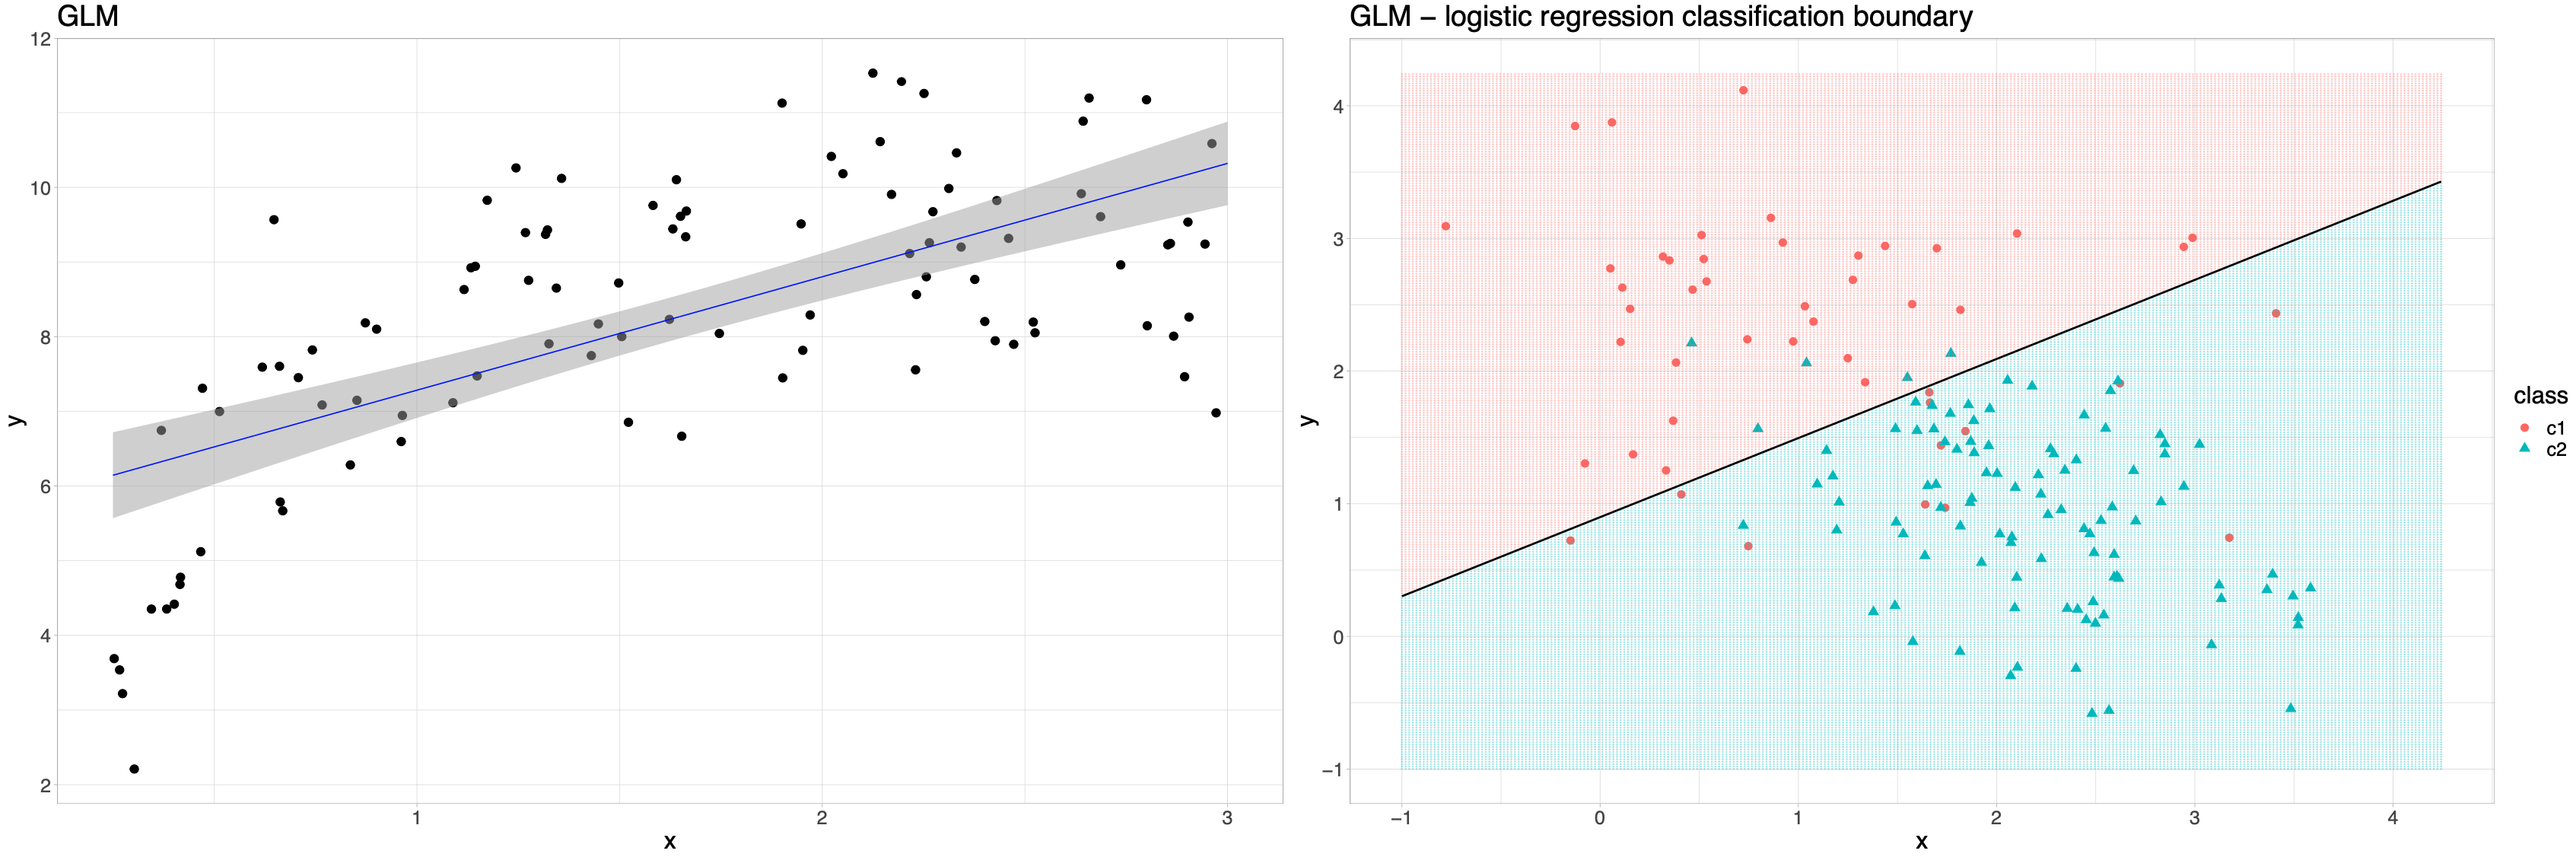 GLM
12
10
8
6
4
2
y
1 2 3
x
GLM – logistic regression classification boundary
4
3
2
1
0
−1
y
−1 0 1 2 3 4
x
class
c1
c2